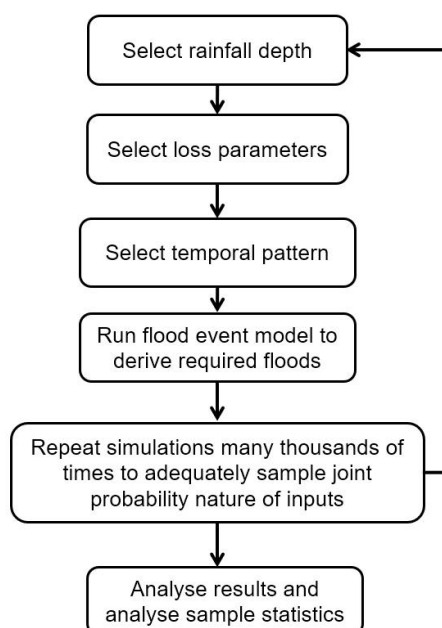 Select rainfall depth
Select loss parameters
Select temporal pattern
Run flood event model to
derive required floods
Repeat simulations many thousands of
times to adequately sample joint
probability nature of inputs
Analyse results and
analyse sample statistics